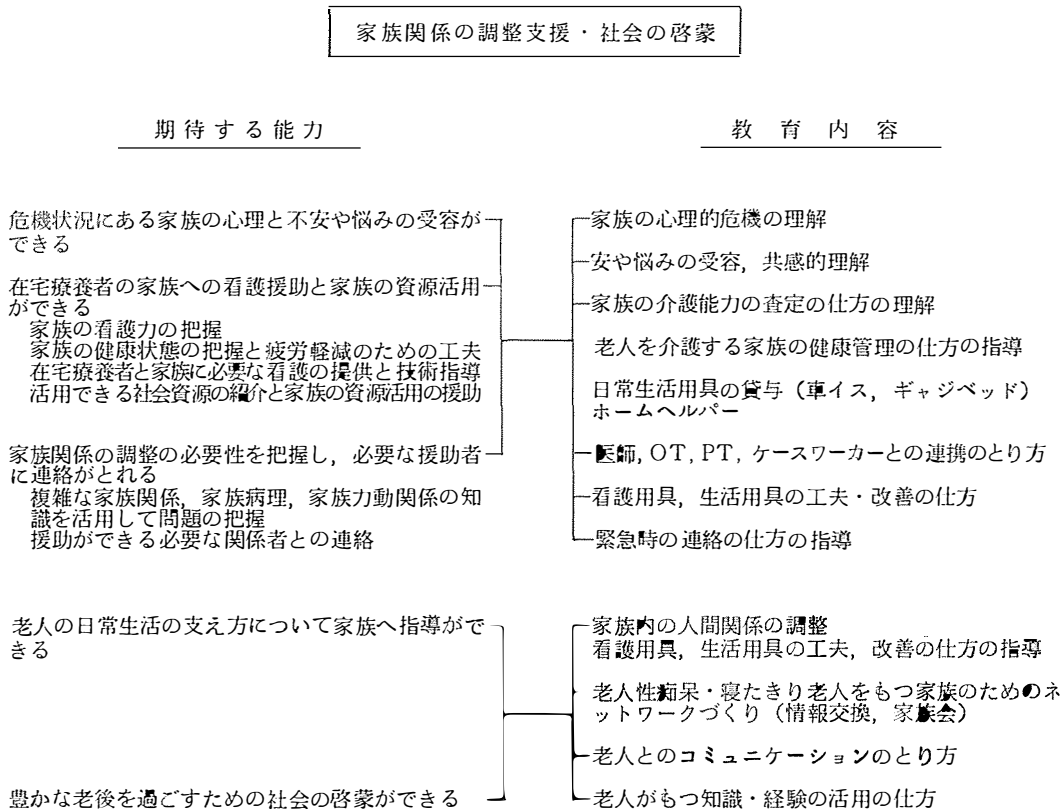 家族関係の調整支援・社会の啓蒙
期待する能力
教育内容
危機状況にある家族の心理と不安や悩みの受容が
できる
在宅療養者の家族への看護援助と家族の資源活用
ができる
家族の看護力の把握
家族の健康状態の把握と疲労軽減のための工夫
在宅療養者と家族に必要な看護の提供と技術指導
活用できる社会資源の紹介と家族の資源活用の援助
家族関係の調整の必要性を把握し,必要な援助者
に連絡がとれる
複雑な家族関係,家族病理,家族力動関係の知
識を活用して問題の把握
援助ができる必要な関係者との連絡
家族の心理的危機の理解
安や悩みの受容,共感的理解
家族の介護能力の査定の仕方の理解
老人を介護する家族の健康管理の仕方の指導
日常生活用具の貸与(車イス,ギャジベッド)
ホームヘルパー
医師,OT,PT,ケースワーカーとの連携のとり方
看護用具,生活用具の工夫・改善の仕方
緊急時の連絡の仕方の指導
老人の日常生活の支え方について家族へ指導がで
きる
豊かな老後を過ごすための社会の啓蒙ができる
家族内の人間関係の調整
看護用具,生活用具の工夫,改善の仕方の指導
老人性痴呆・寝たきり老人をもつ家族のためのネ
ットワークづくり(情報交換,家族会)
老人とのコミュニケーションのとり方
老人がもつ知識・経験の活用の仕方